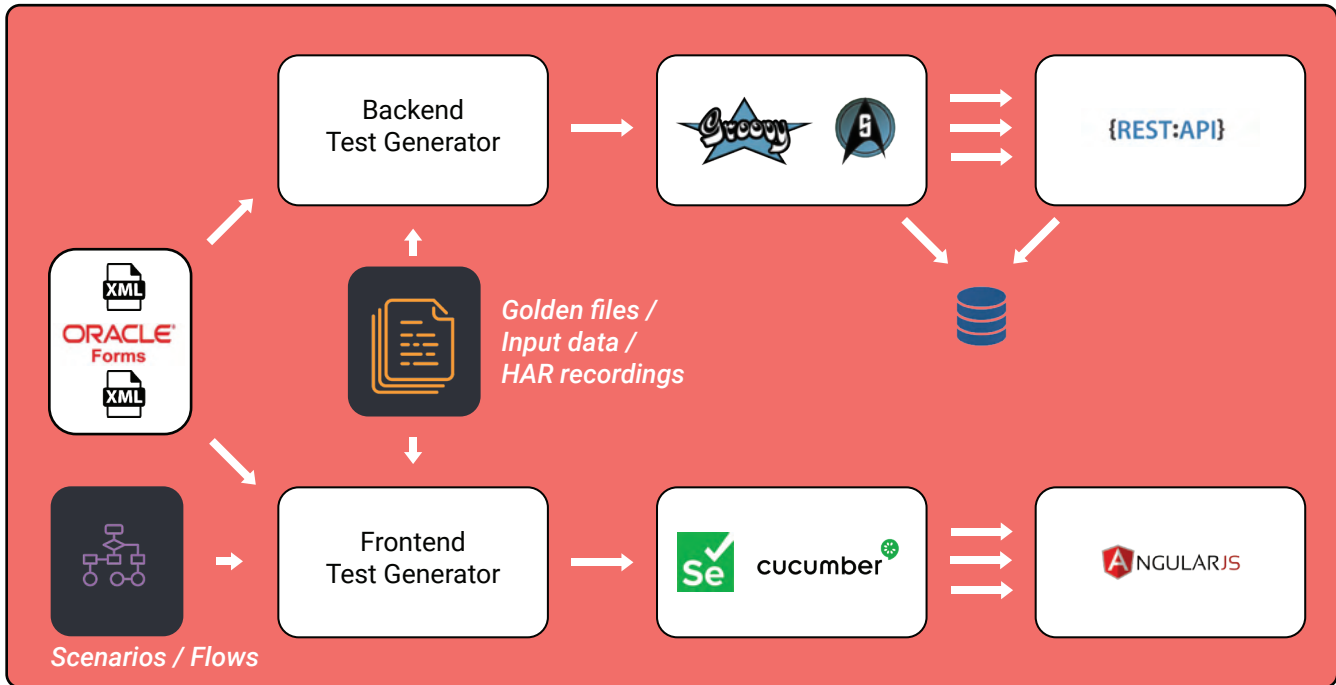 Backend
Test Generator
Groovy
S
{REST:API}
XML
ORACLE®
Forms
XML
Golden files /
Input data /
HAR recordings
Frontend
Test Generator
Se
cucumber
ANGULARJS
Scenarios / Flows